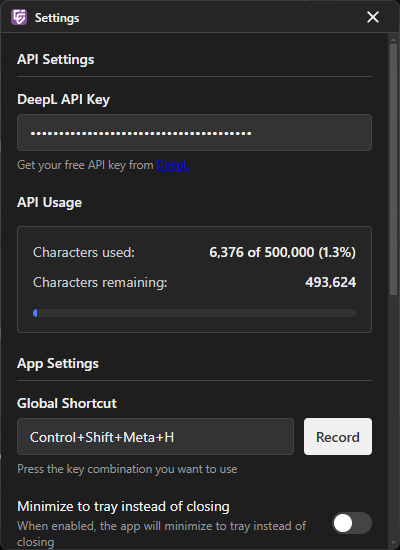 Settings
API Settings
DeepL API Key
••••••••••••••••••••••••••••••••••••••••
Get your free API key from DeepL
API Usage
Characters used: 6,376 of 500,000 (1.3%)
Characters remaining: 493,624
App Settings
Global Shortcut
Control+Shift+Meta+H Record
Press the key combination you want to use
Minimize to tray instead of closing
When enabled, the app will minimize to tray instead of
closing